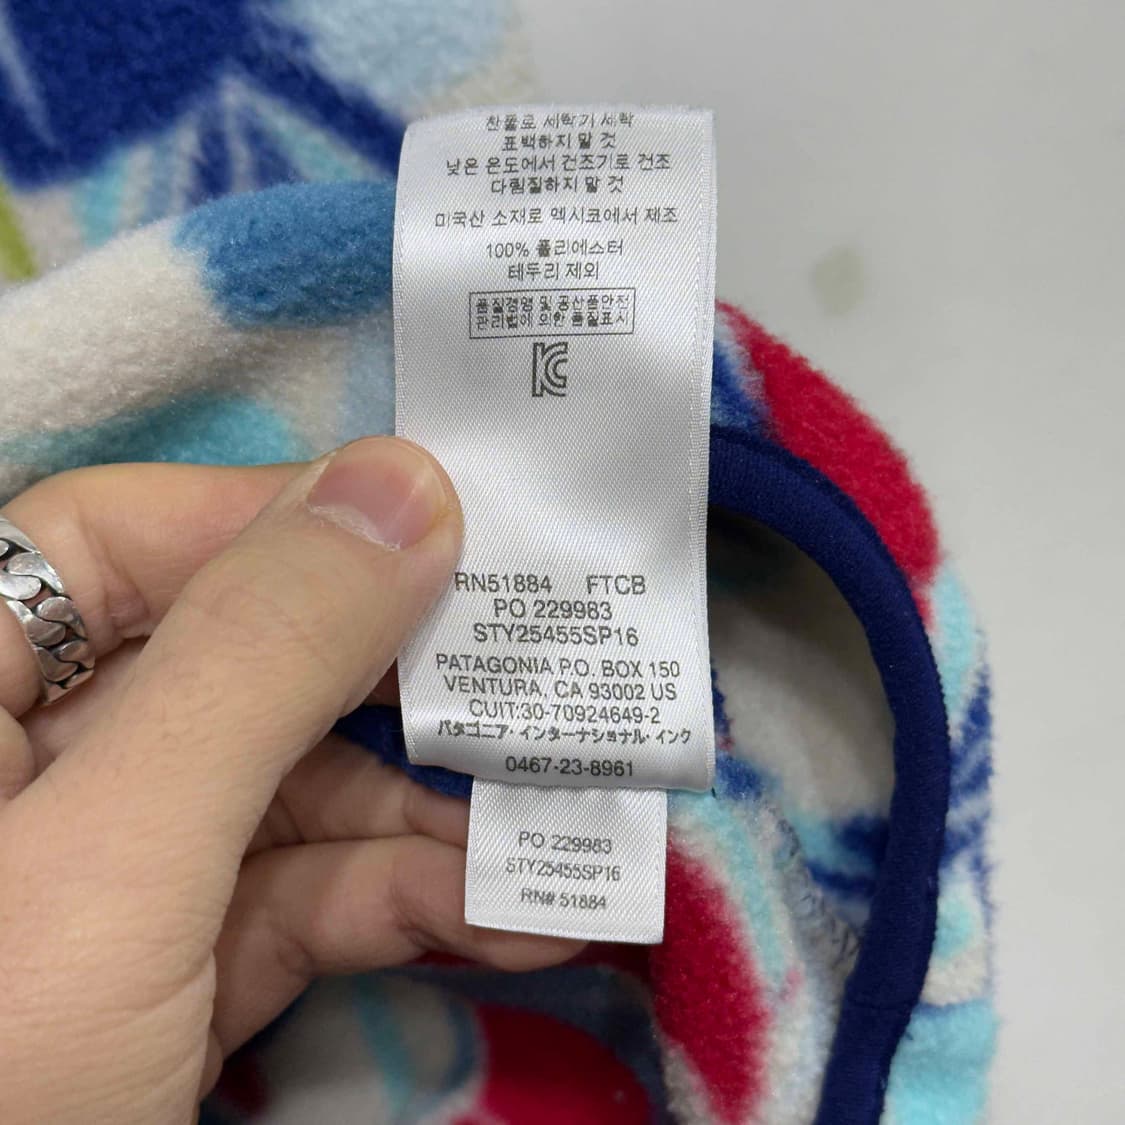 찬물로 세탁기 세탁
표백하지 말 것
낮은 온도에서 건조기로 건조
다림질하지 말 것
미국산 소재로 멕시코에서 제조
100% 폴리에스터
테두리 제외
품질경영 및 공산품안전
관리법에 의한 품질표시
KC
RN51884 FTCB
PO 229983
STY25455SP16
PATAGONIA P.O. BOX 150
VENTURA, CA 93002 US
CUIT:30-70924649-2
パタゴニア・インターナショナル・インク
0467-23-8961
PO 229983
STY25455SP16
RN# 51884